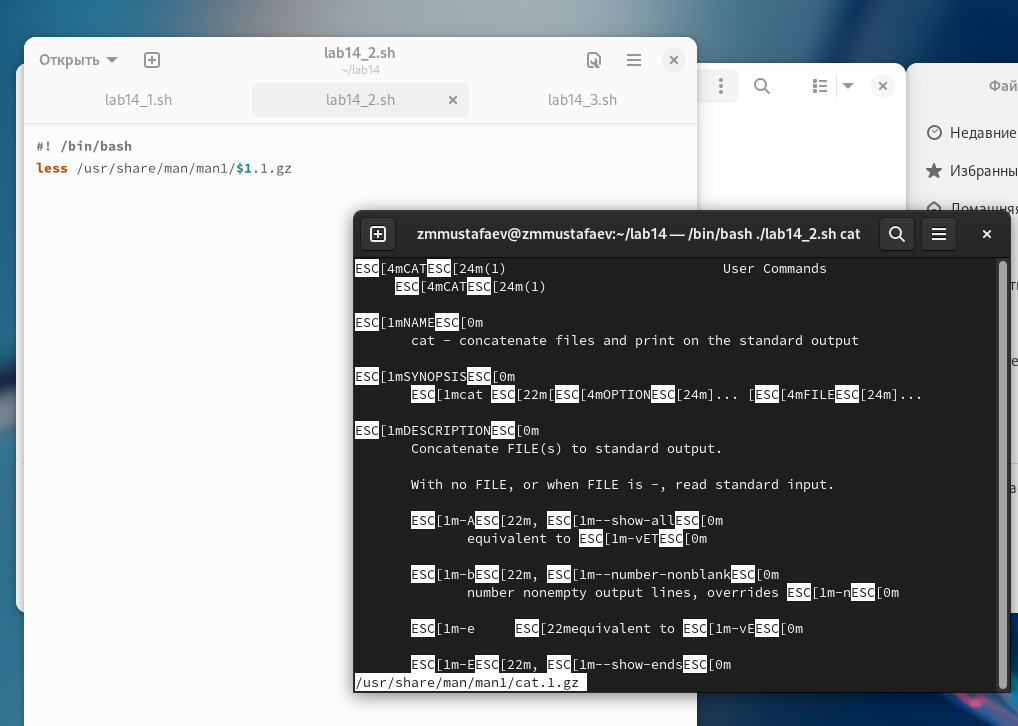 Открыть
lab14_2.sh
~/lab14
lab14_1.sh
lab14_2.sh
lab14_3.sh
#! /bin/bash
less /usr/share/man/man1/$1.1.gz
Фай
Недавние
Избранны
Домашняя
zmmustafaev@zmmustafaev:~/lab14 — /bin/bash ./lab14_2.sh cat
ESC[4mCATESC[24m(1) User Commands
ESC[4mCATESC[24m(1)
ESC[1mNAMEESC[0m
cat - concatenate files and print on the standard output
ESC[1mSYNOPSISESC[0m
ESC[1mcat ESC[22m[ESC[4mOPTIONESC[24m]... [ESC[4mFILEESC[24m]...
ESC[1mDESCRIPTIONESC[0m
Concatenate FILE(s) to standard output.
With no FILE, or when FILE is -, read standard input.
ESC[1m-AESC[22m, ESC[1m--show-allESC[0m
equivalent to ESC[1m-vETESC[0m
ESC[1m-bESC[22m, ESC[1m--number-nonblankESC[0m
number nonempty output lines, overrides ESC[1m-nESC[0m
ESC[1m-e ESC[22mequivalent to ESC[1m-vEESC[0m
ESC[1m-EESC[22m, ESC[1m--show-endsESC[0m
/usr/share/man/man1/cat.1.gz